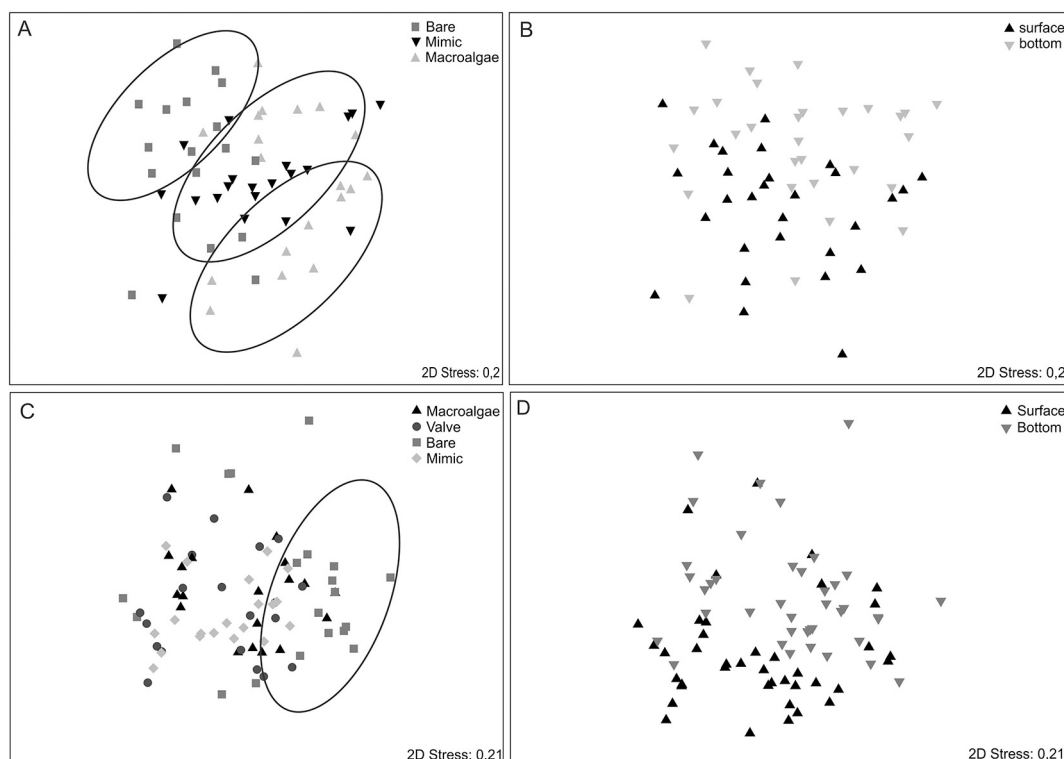 A
Bare
Mimic
Macroalgae
2D Stress: 0,2
B
surface
bottom
2D Stress: 0,2
C
Macroalgae
Valve
Bare
Mimic
2D Stress: 0,21
D
Surface
Bottom
2D Stress: 0,21